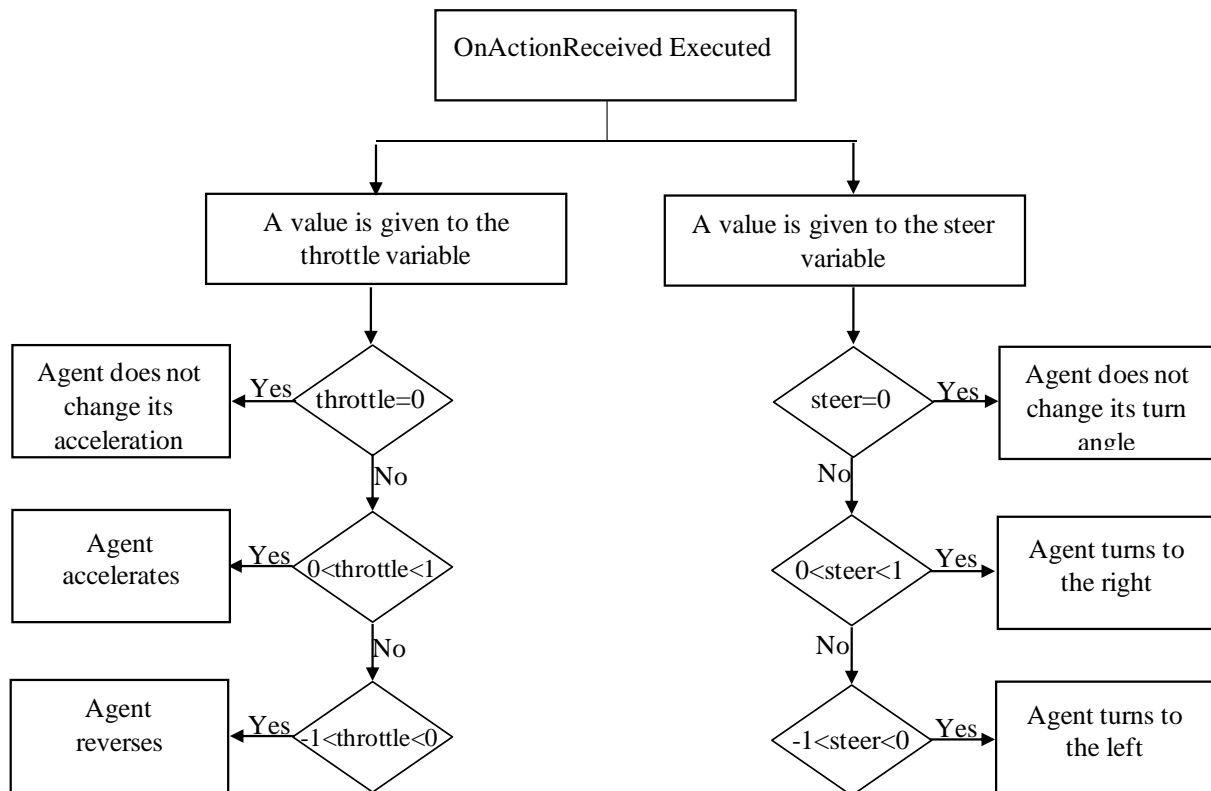 OnActionReceived Executed
A value is given to the
throttle variable
A value is given to the steer
variable
Agent does not
change its
acceleration
Yes
throttle=0
steer=0
Yes
Agent does not
change its turn
angle
No
No
Agent
accelerates
Yes
0<throttle<1
0<steer<1
Yes
Agent turns to
the right
No
No
Agent
reverses
Yes
-1<throttle<0
-1<steer<0
Yes
Agent turns to
the left